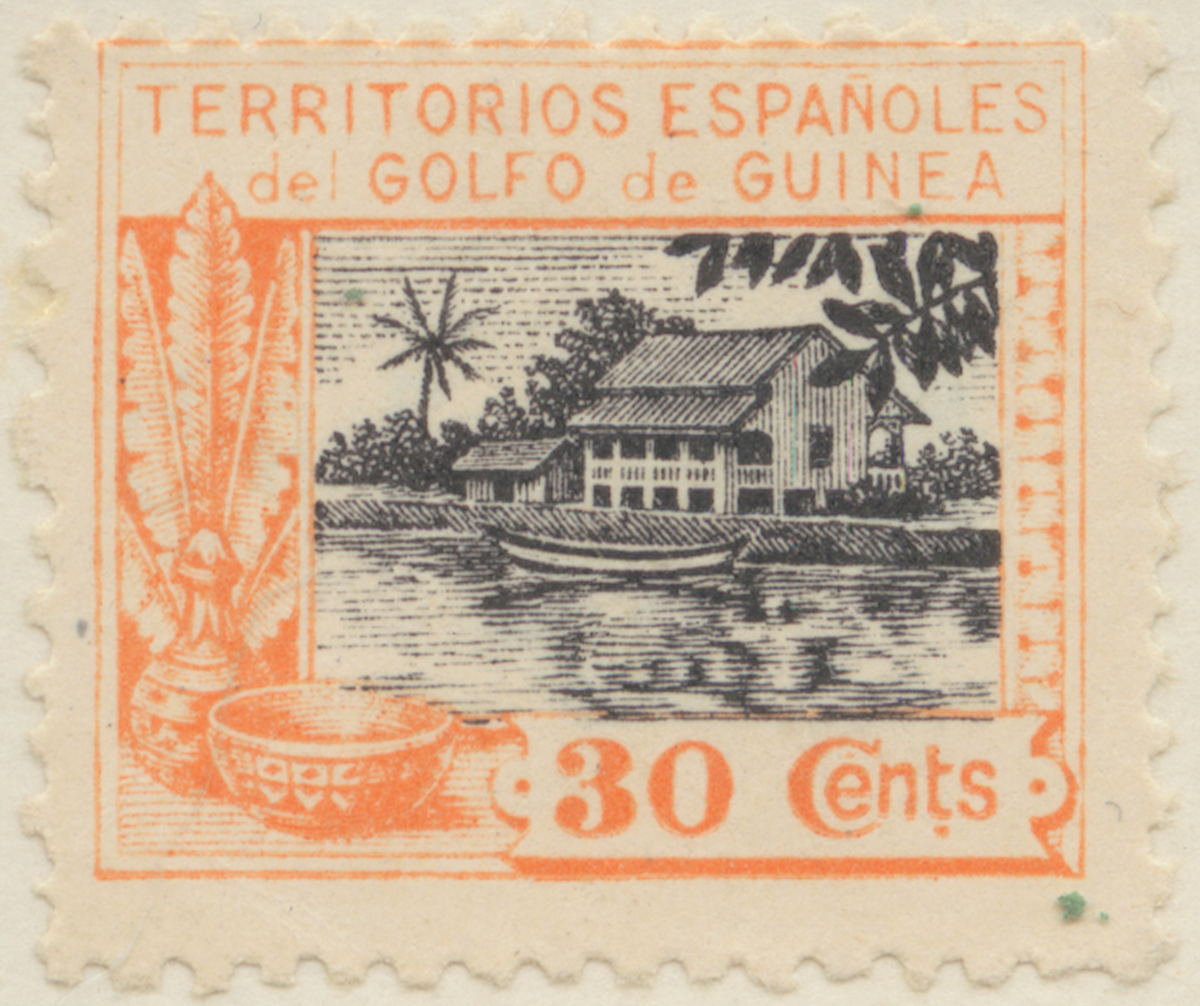 TERRITORIOS ESPAÑOLES
del GOLFO de GUINEA
30 Cents